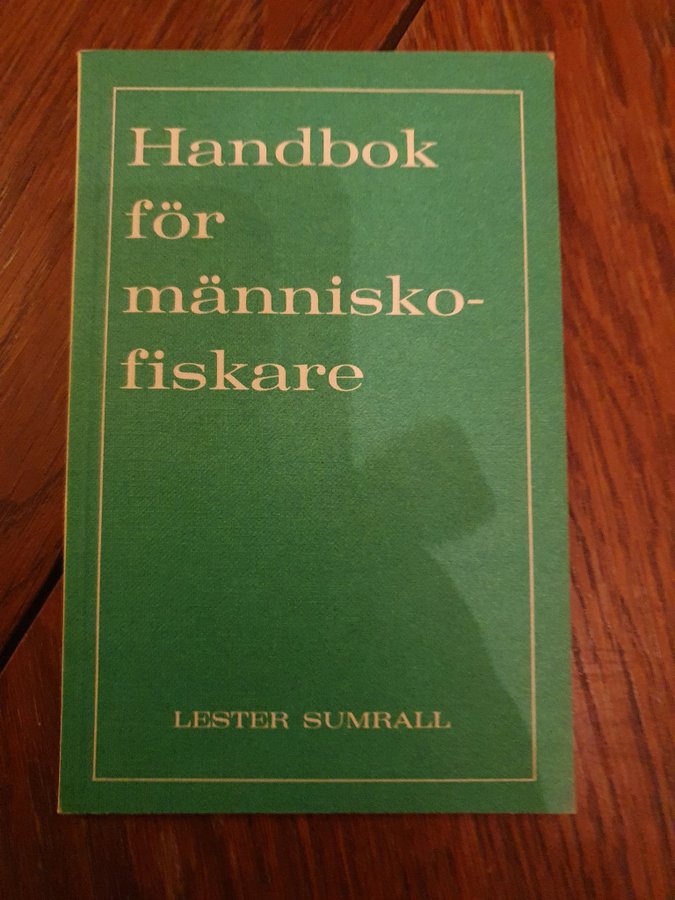 Handbok
för
människo-
fiskare
LESTER SUMRALL